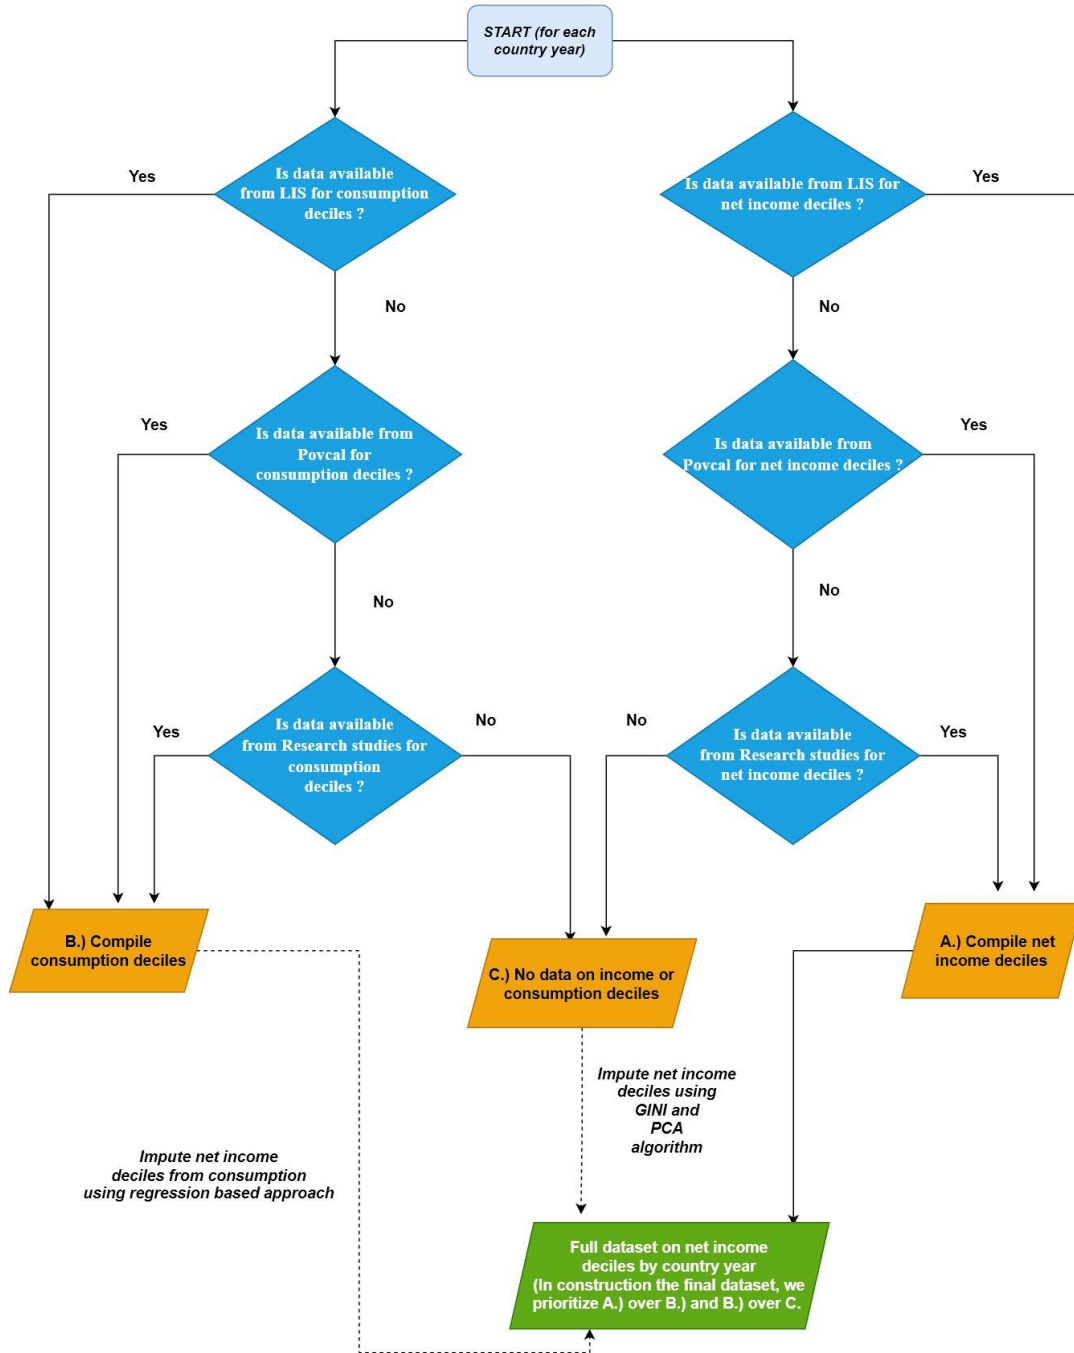 START (for each
country year)
Is data available
from LIS for consumption
deciles ?
Is data available from LIS for
net income deciles ?
Yes
Yes
No
No
Is data available from
Povcal for
consumption deciles ?
Is data available from
Povcal for net income deciles ?
Yes
Yes
No
No
Is data available
from Research studies for
consumption
deciles ?
Is data available
from Research studies for
net income deciles ?
Yes
No
No
Yes
B.) Compile
consumption deciles
C.) No data on income or
consumption deciles
A.) Compile net
income deciles
Impute net income
deciles using
GINI and
PCA
algorithm
Impute net income
deciles from consumption
using regression based approach
Full dataset on net income
deciles by country year
(In construction the final dataset, we
prioritize A.) over B.) and B.) over C.